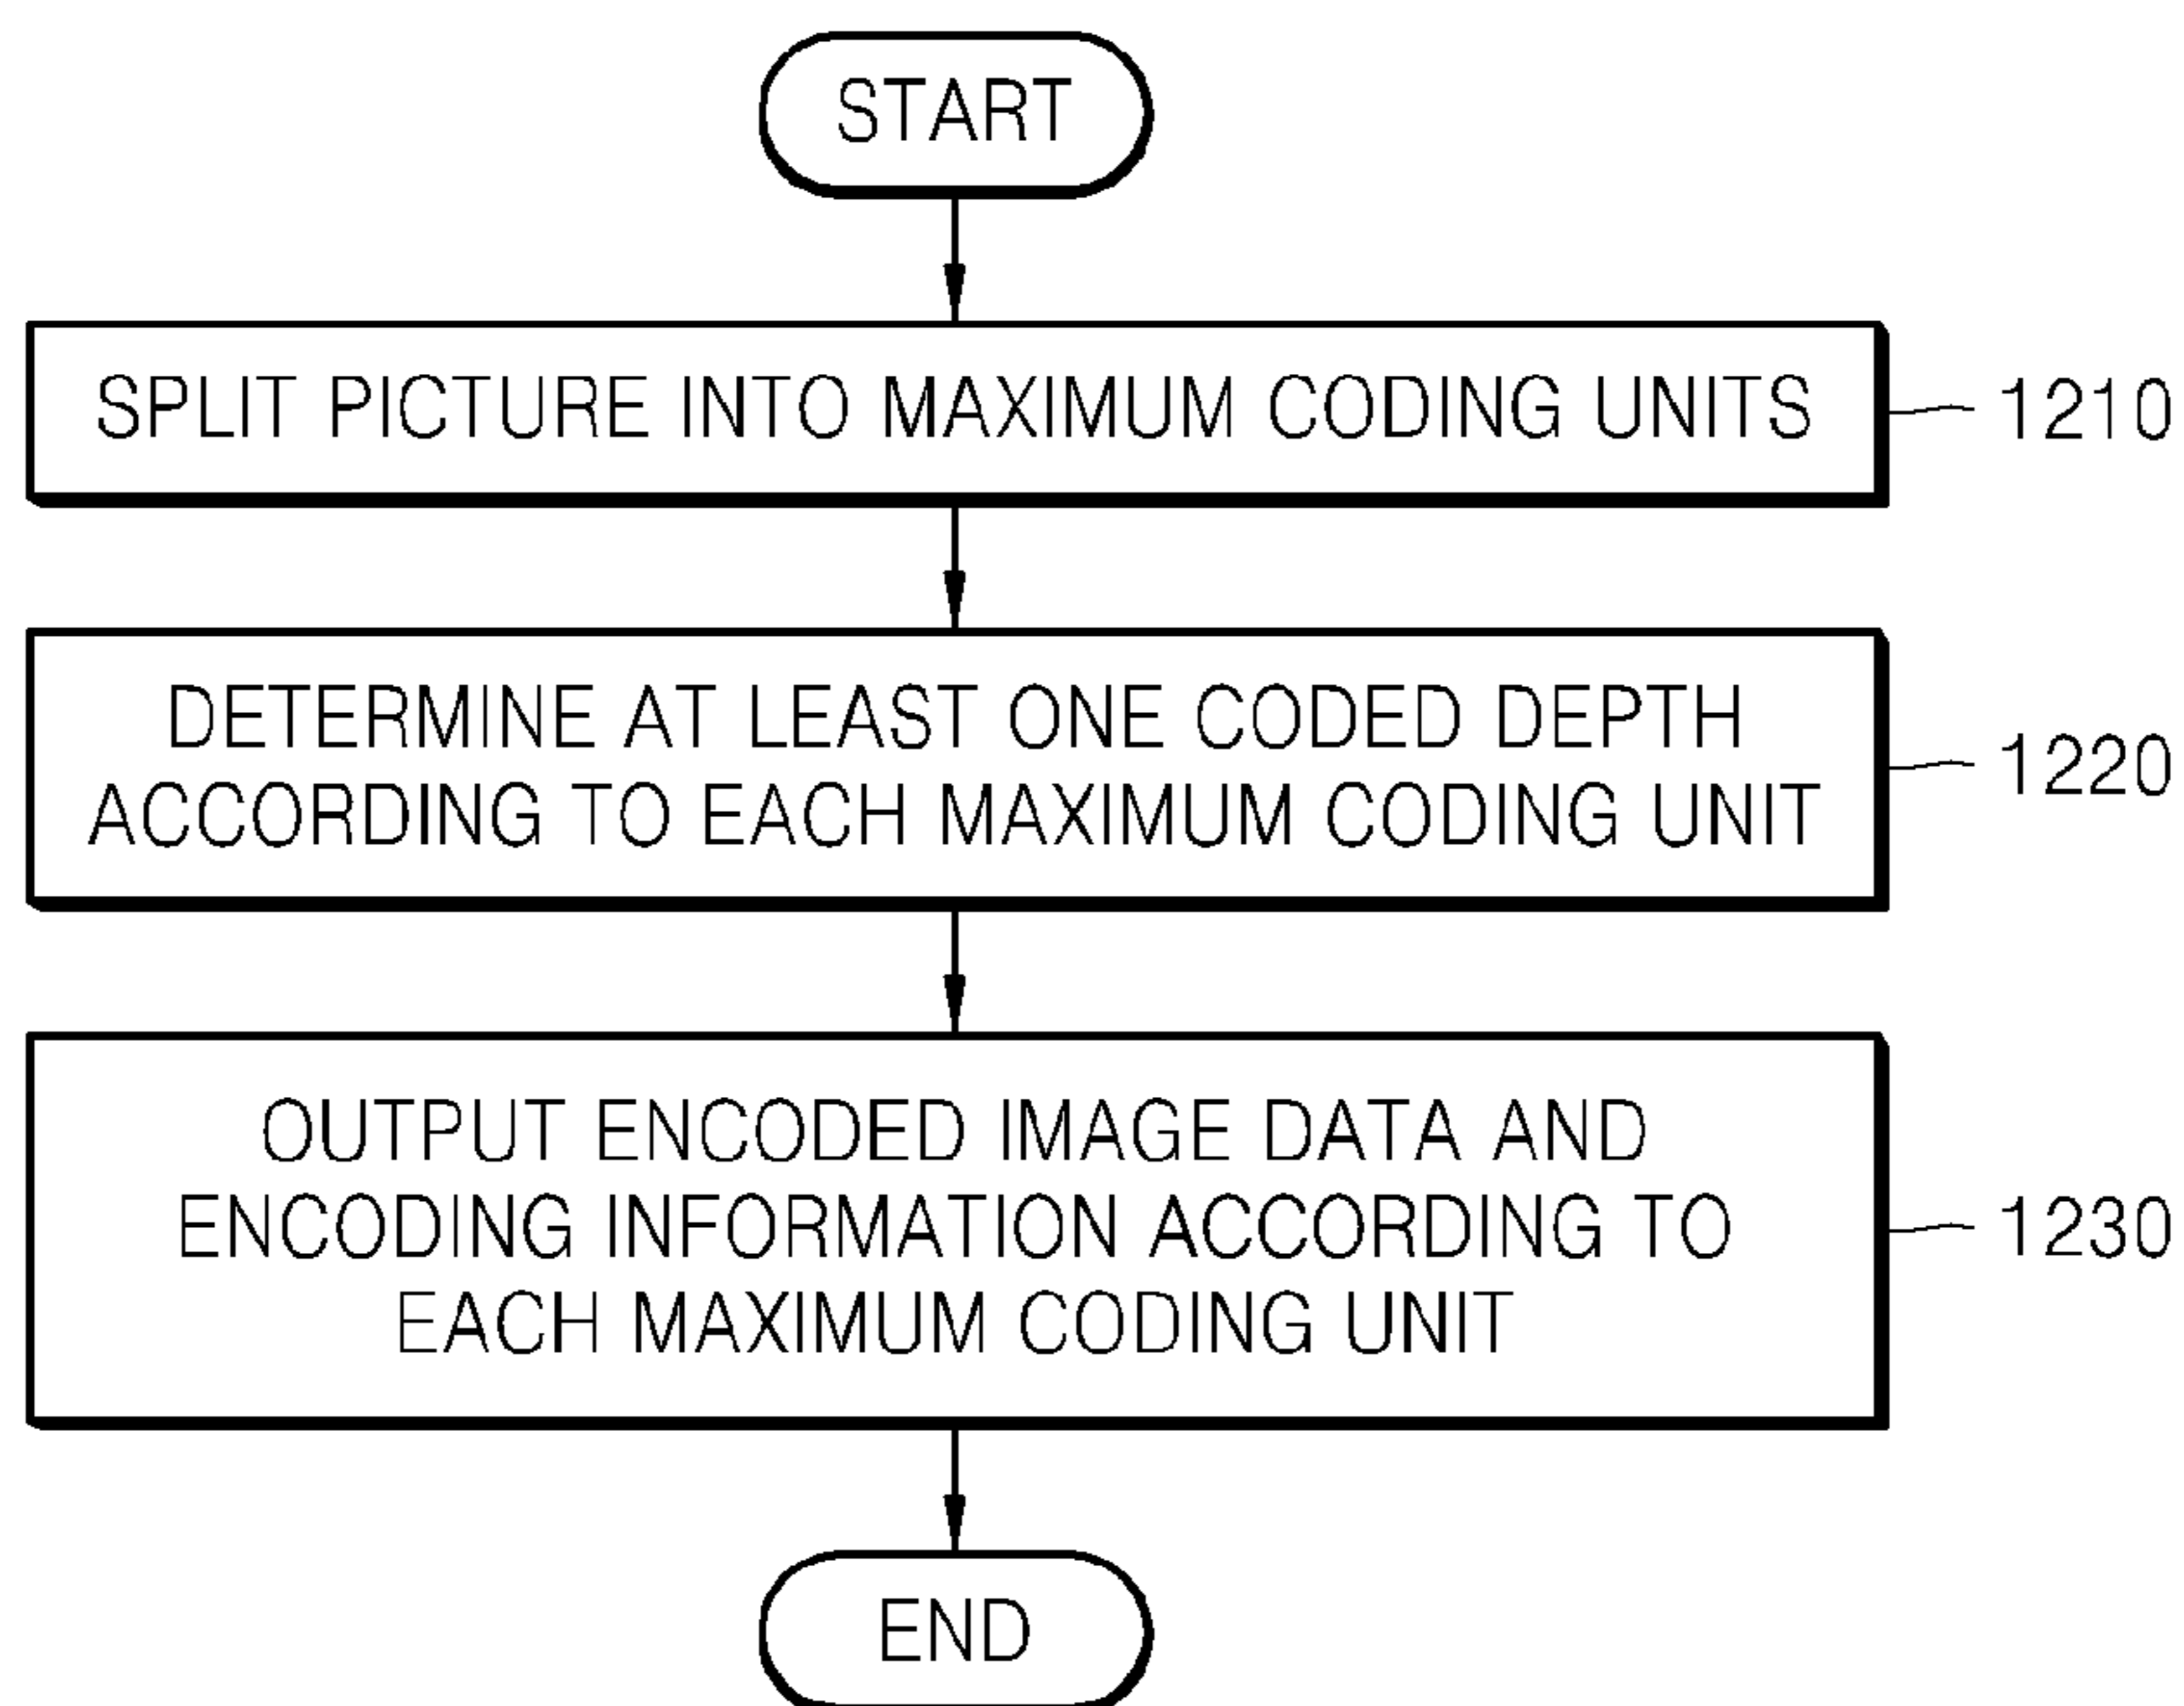 START
SPLIT PICTURE INTO MAXIMUM CODING UNITS
1210
DETERMINE AT LEAST ONE CODED DEPTH
ACCORDING TO EACH MAXIMUM CODING UNIT
1220
OUTPUT ENCODED IMAGE DATA AND
ENCODING INFORMATION ACCORDING TO
EACH MAXIMUM CODING UNIT
1230
END